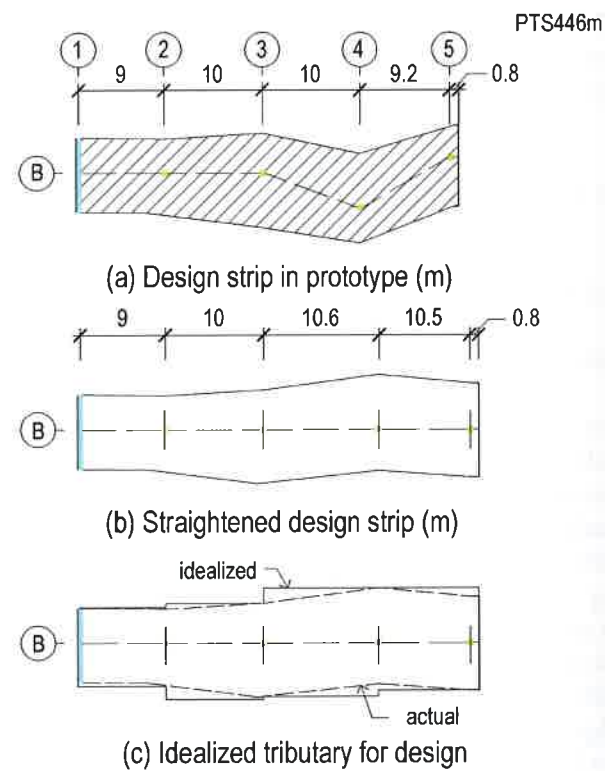 PTS446m
1 2 3 4 5
9 10 10 9.2 0.8
B
(a) Design strip in prototype (m)
9 10 10.6 10.5 0.8
B
(b) Straightened design strip (m)
idealized
B
actual
(c) Idealized tributary for design